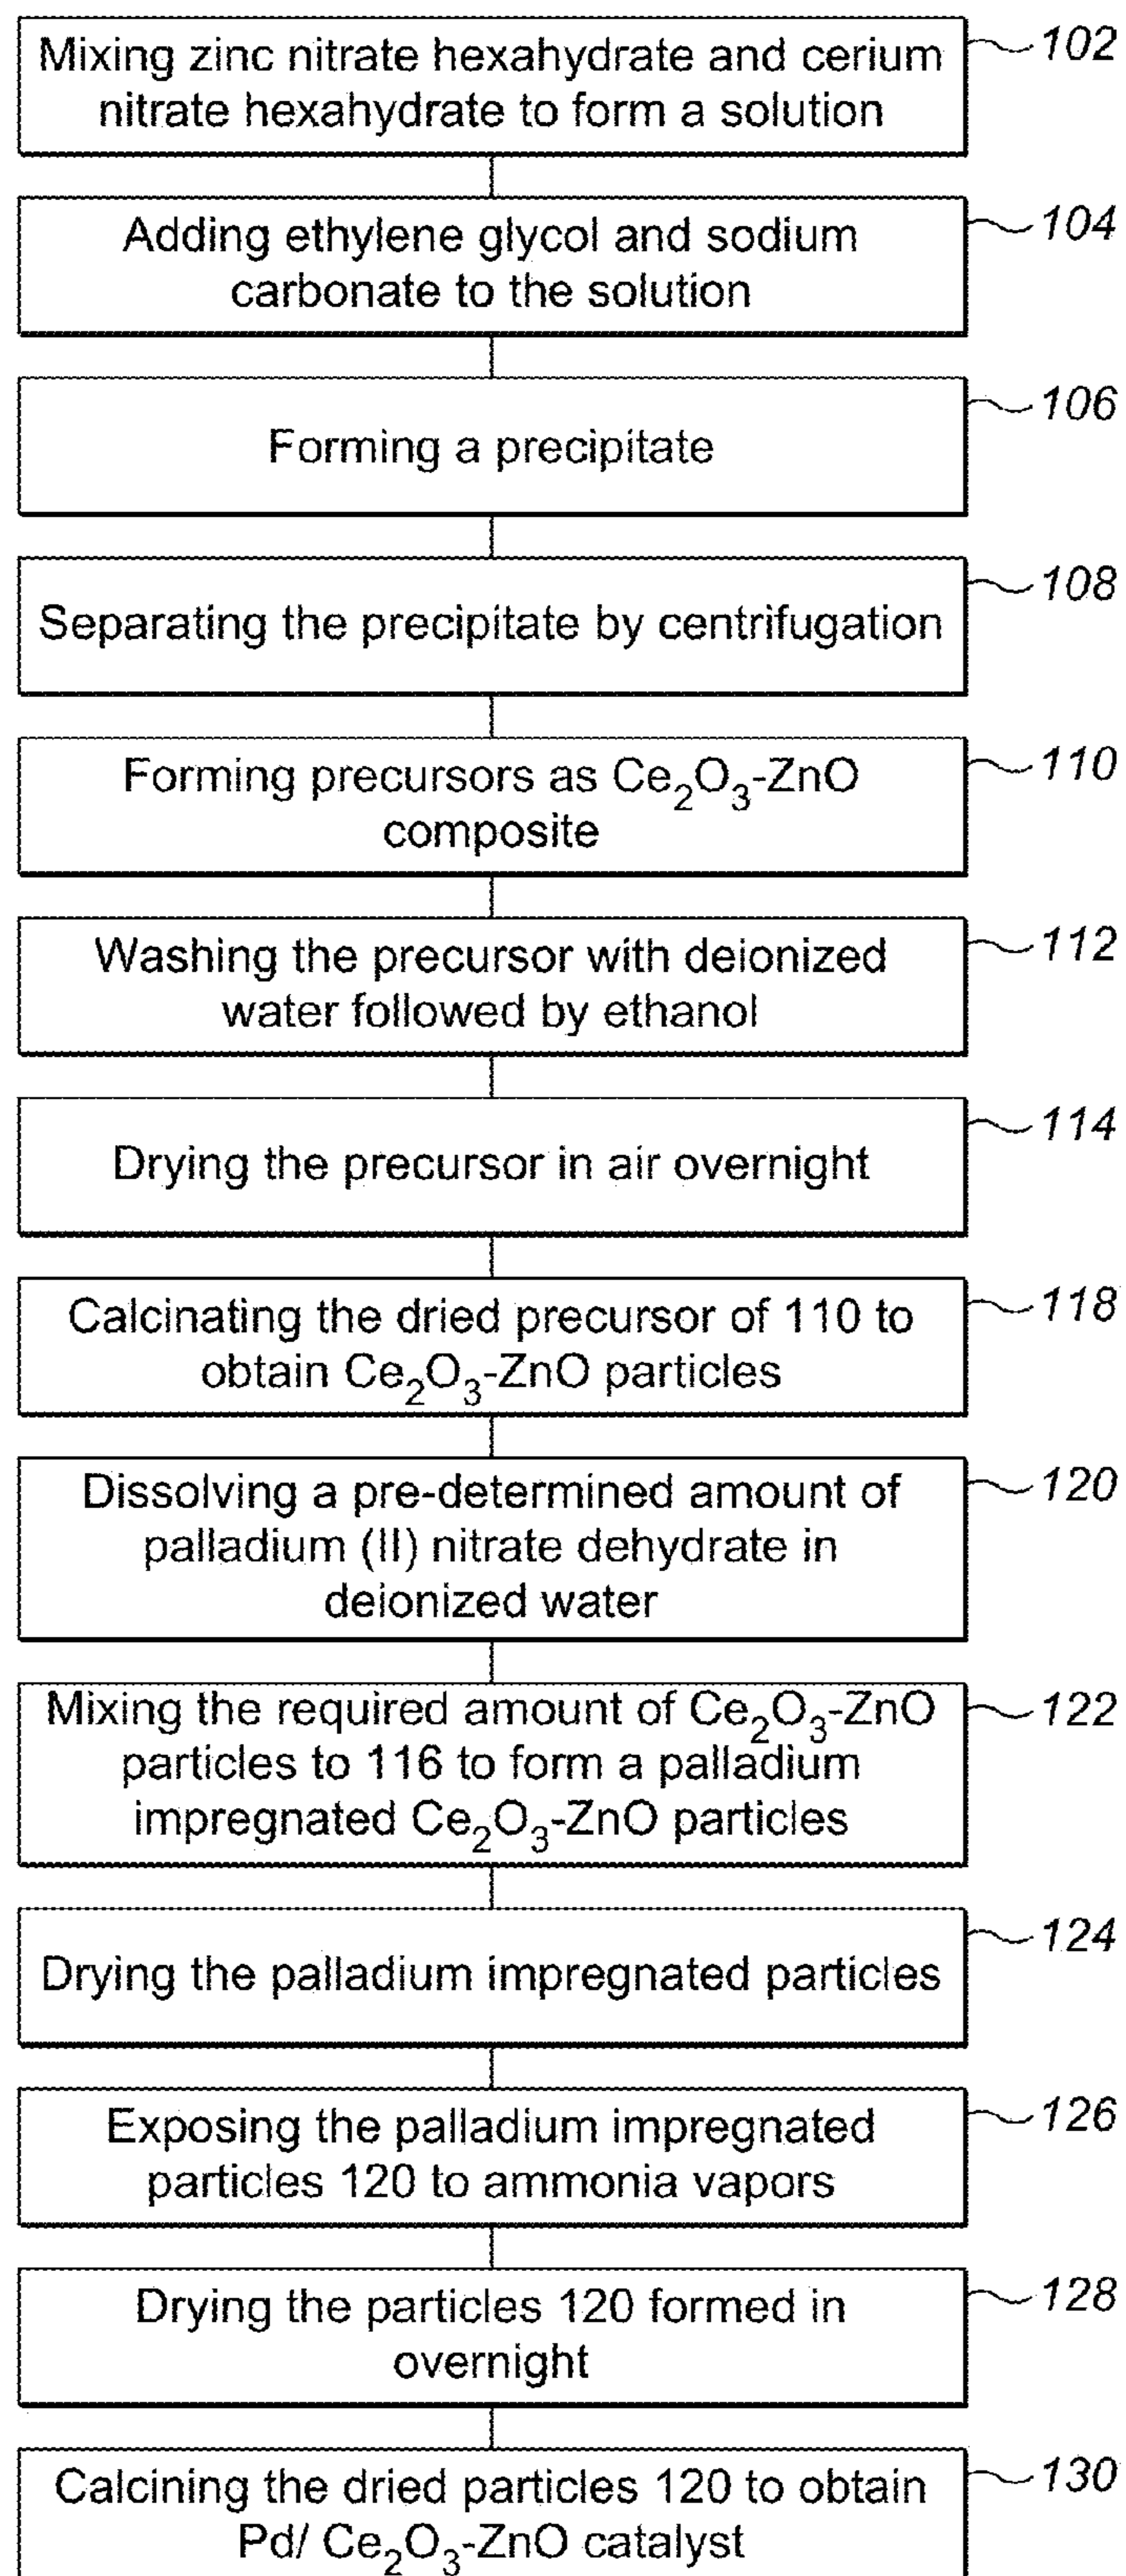 Mixing zinc nitrate hexahydrate and cerium
nitrate hexahydrate to form a solution
102
Adding ethylene glycol and sodium
carbonate to the solution
104
Forming a precipitate
106
Separating the precipitate by centrifugation
108
Forming precursors as Ce₂O₃-ZnO
composite
110
Washing the precursor with deionized
water followed by ethanol
112
Drying the precursor in air overnight
114
Calcinating the dried precursor of 110 to
obtain Ce₂O₃-ZnO particles
118
Dissolving a pre-determined amount of
palladium (II) nitrate dehydrate in
deionized water
120
Mixing the required amount of Ce₂O₃-ZnO
particles to 116 to form a palladium
impregnated Ce₂O₃-ZnO particles
122
Drying the palladium impregnated particles
124
Exposing the palladium impregnated
particles 120 to ammonia vapors
126
Drying the particles 120 formed in
overnight
128
Calcining the dried particles 120 to obtain
Pd/ Ce₂O₃-ZnO catalyst
130